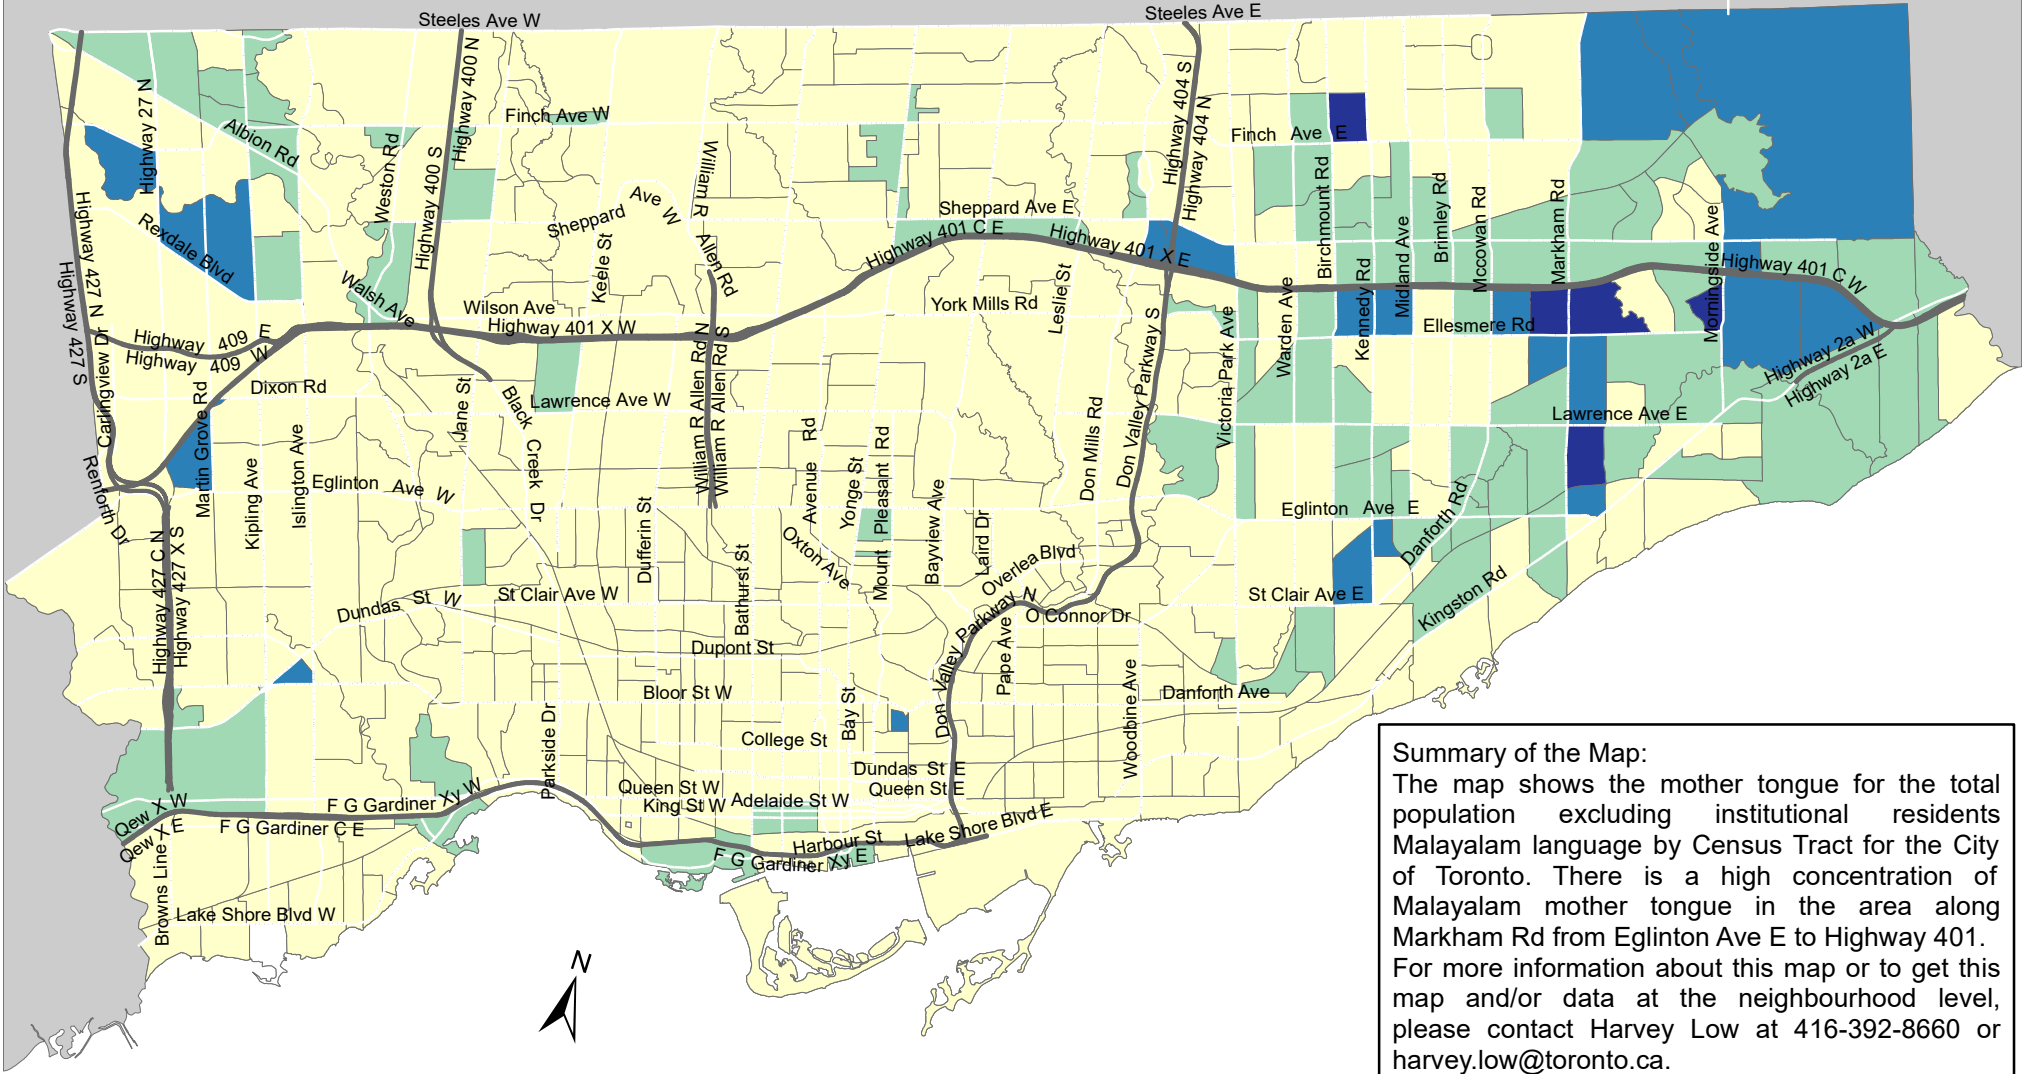 Steeles Ave W
Steeles Ave E
Highway 27 N
Albion Rd
Weston Rd
Highway 400 N
Highway 400 S
Finch Ave W
William R Allen Rd
Sheppard Ave W
Keele St
Highway 404 S
Highway 404 N
Finch Ave E
Birchmount Rd
Brimley Rd
Mccowan Rd
Markham Rd
Morningside Ave
Midland Ave
Kennedy Rd
Warden Ave
Victoria Park Ave
Sheppard Ave E
Highway 401 C E
Highway 401 X E
Highway 401 C W
Highway 427 N
Highway 427 S
Rexdale Blvd
Walsh Ave
Wilson Ave
Highway 401 X W
York Mills Rd
Leslie St
Ellesmere Rd
Highway 2a W
Highway 2a E
Highway 409 E
Highway 409 W
Carlingview Dr
Dixon Rd
Martin Grove Rd
Renforth Dr
Kipling Ave
Islington Ave
Eglinton Ave W
Jane St
Black Creek Dr
Lawrence Ave W
William R Allen Rd N
William R Allen Rd S
Avenue Rd
Yonge St
Mount Pleasant Rd
Bayview Ave
Laird Dr
Don Mills Rd
Don Valley Parkway S
Lawrence Ave E
Eglinton Ave E
Danforth Rd
Kingston Rd
St Clair Ave E
Highway 427 C N
Highway 427 X S
Dundas St W
St Clair Ave W
Dufferin St
Bathurst St
Oxton Ave
Overlea Blvd
O Connor Dr
Don Valley Parkway N
Pape Ave
Dupont St
Bloor St W
Bay St
Woodbine Ave
Danforth Ave
Parkside Dr
College St
Dundas St E
Queen St E
Queen St W
King St W
Adelaide St W
Harbour St
Lake Shore Blvd E
F G Gardiner Xy W
F G Gardiner C E
F G Gardiner Xy E
Qew X W
Qew X E
Browns Line
Lake Shore Blvd W
N
Summary of the Map:
The map shows the mother tongue for the total
population excluding institutional residents
Malayalam language by Census Tract for the City
of Toronto. There is a high concentration of
Malayalam mother tongue in the area along
Markham Rd from Eglinton Ave E to Highway 401.
For more information about this map or to get this
map and/or data at the neighbourhood level,
please contact Harvey Low at 416-392-8660 or
harvey.low@toronto.ca.